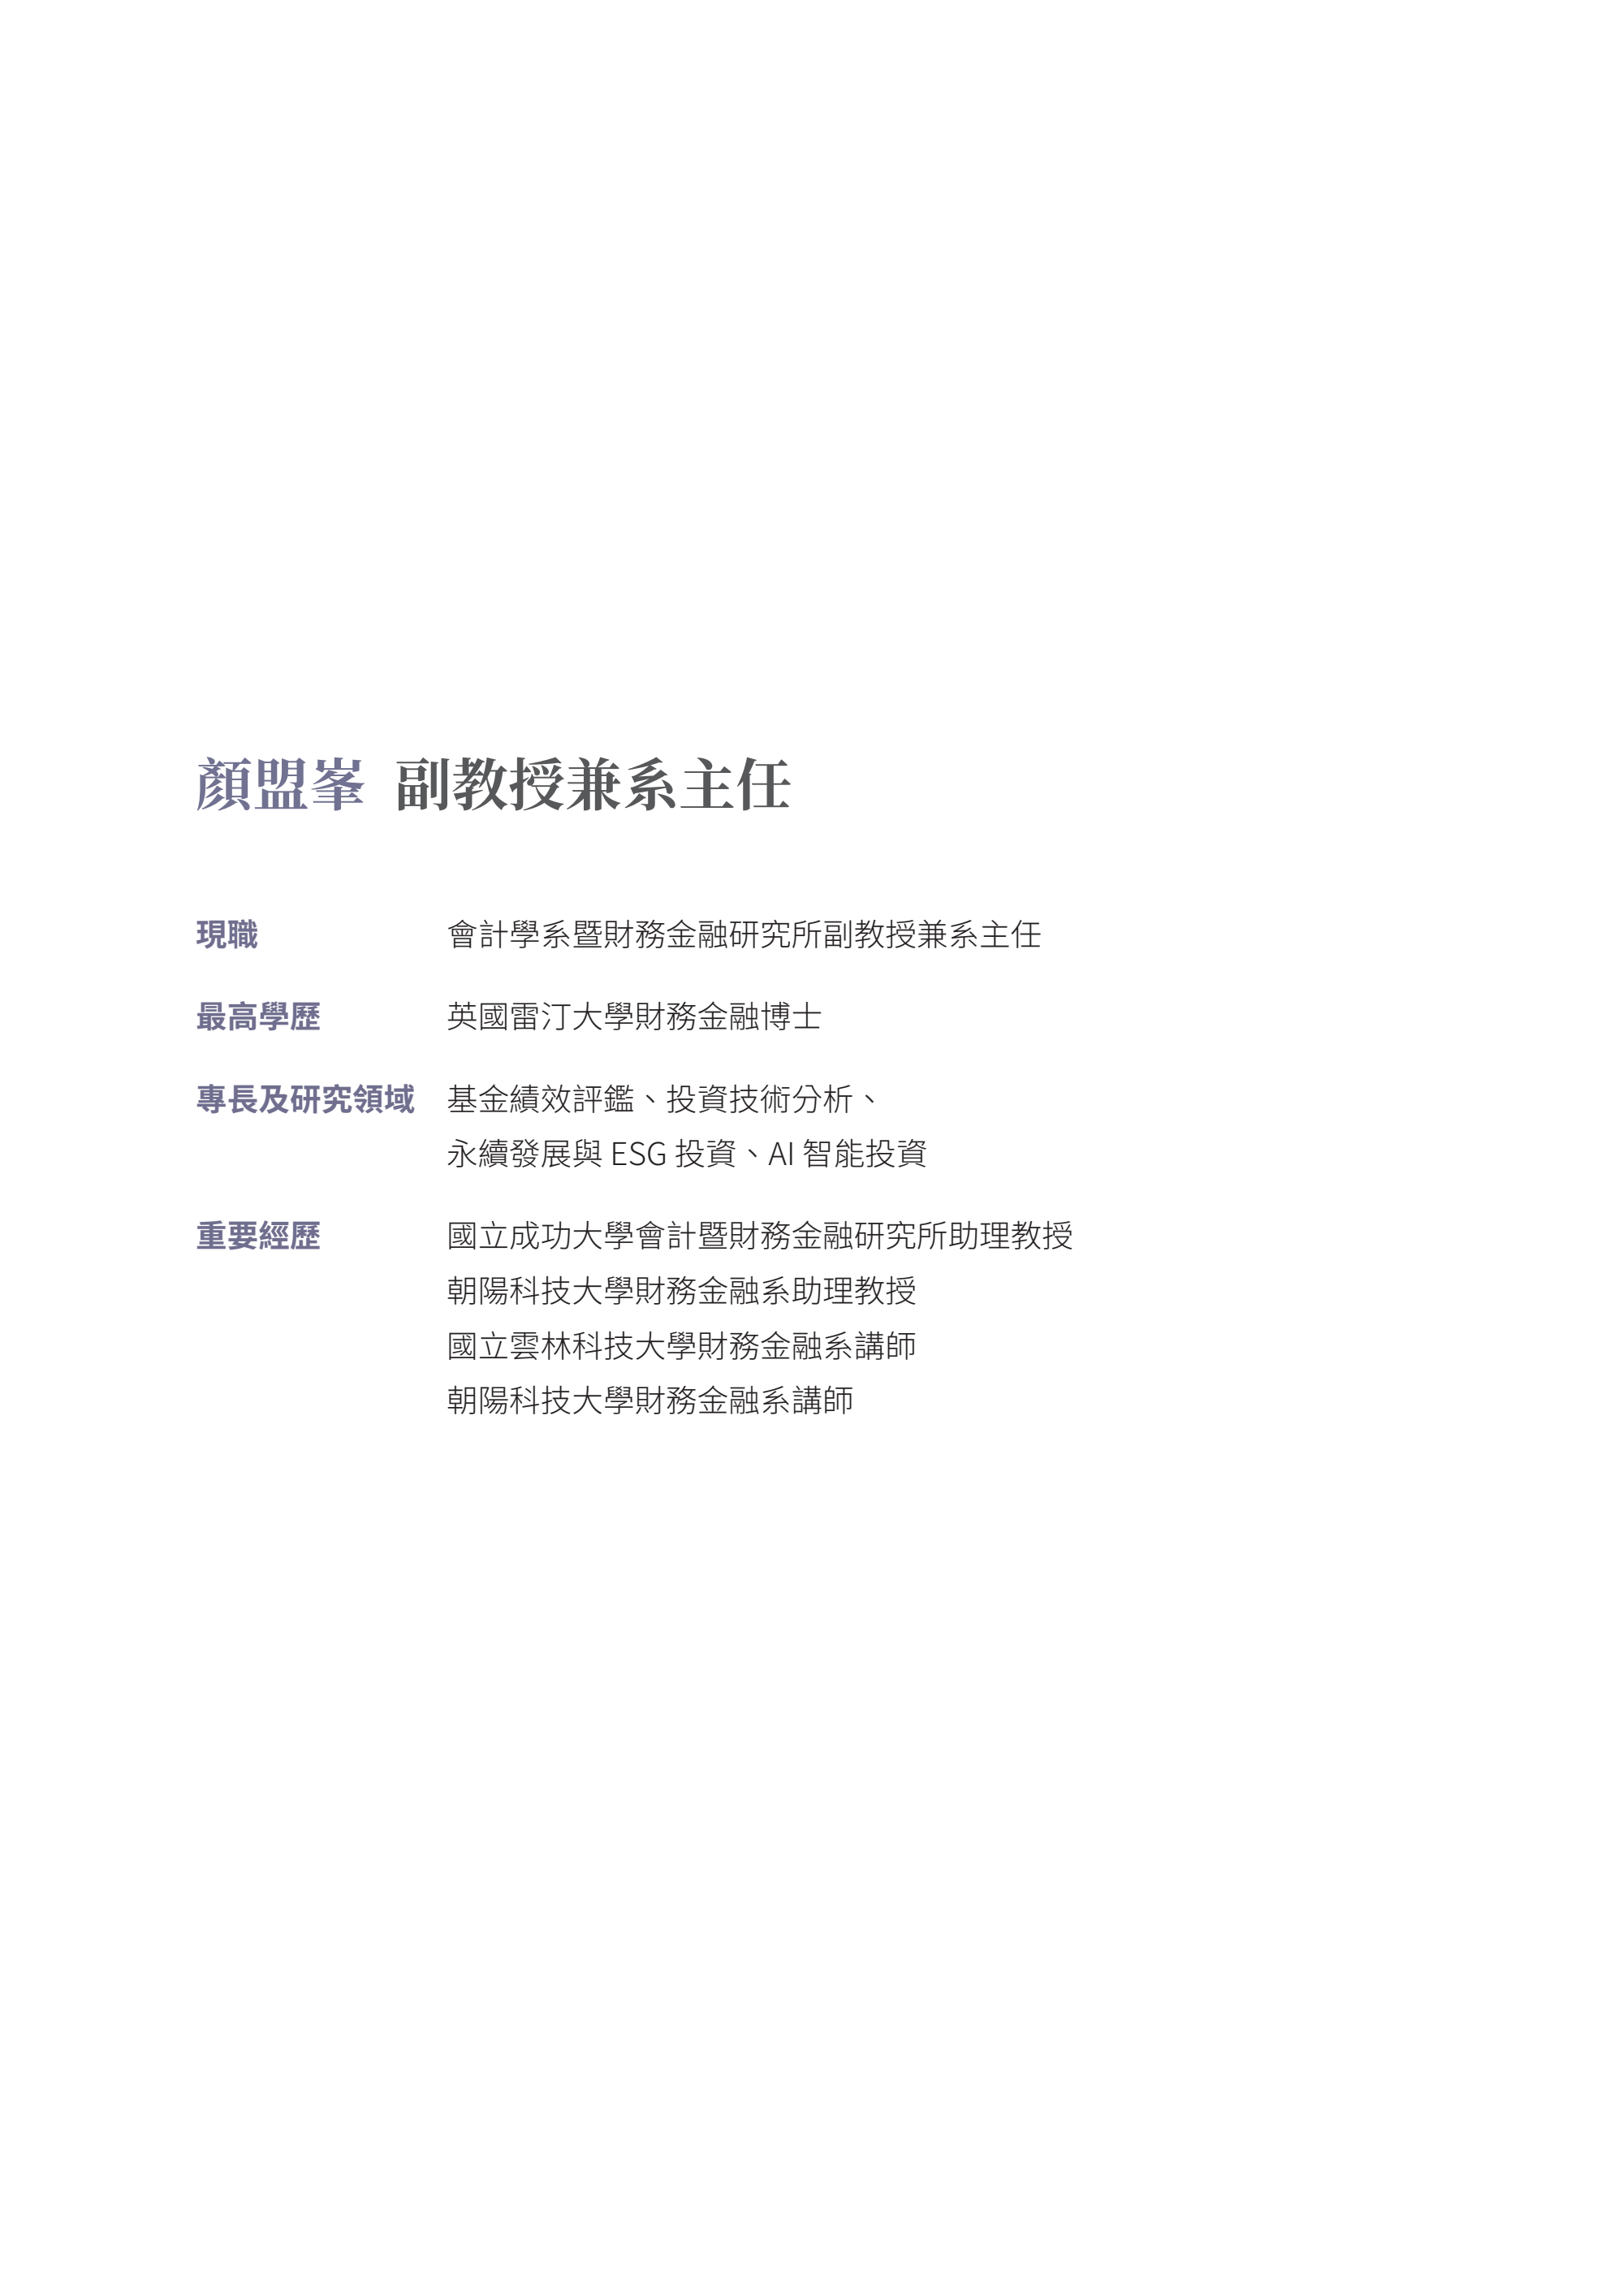 顏盟峯 副教授兼系主任
現職 會計學系暨財務金融研究所副教授兼系主任
最高學歷 英國雷汀大學財務金融博士
專長及研究領域 基金績效評鑑、投資技術分析、
永續發展與 ESG 投資、AI 智能投資
重要經歷 國立成功大學會計暨財務金融研究所助理教授
朝陽科技大學財務金融系助理教授
國立雲林科技大學財務金融系講師
朝陽科技大學財務金融系講師